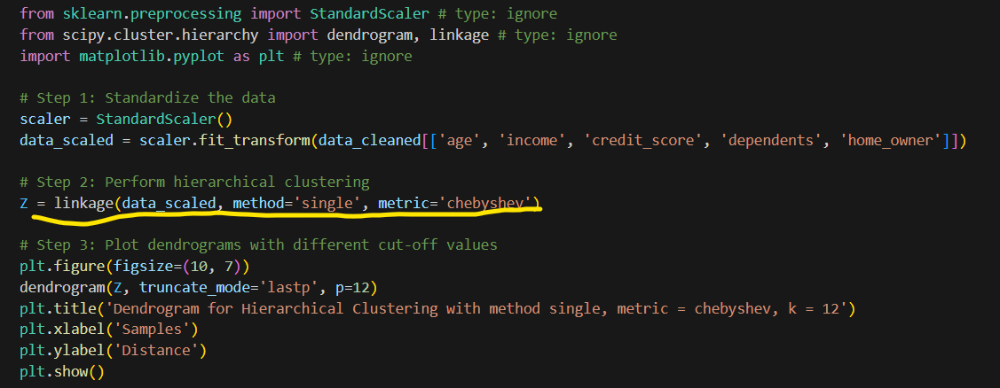 from sklearn.preprocessing import StandardScaler # type: ignore
from scipy.cluster.hierarchy import dendrogram, linkage # type: ignore
import matplotlib.pyplot as plt # type: ignore
# Step 1: Standardize the data
scaler = StandardScaler()
data_scaled = scaler.fit_transform(data_cleaned[['age', 'income', 'credit_score', 'dependents', 'home_owner']])
# Step 2: Perform hierarchical clustering
Z = linkage(data_scaled, method='single', metric='chebyshev')
# Step 3: Plot dendrograms with different cut-off values
plt.figure(figsize=(10, 7))
dendrogram(Z, truncate_mode='lastp', p=12)
plt.title('Dendrogram for Hierarchical Clustering with method single, metric = chebyshev, k = 12')
plt.xlabel('Samples')
plt.ylabel('Distance')
plt.show()